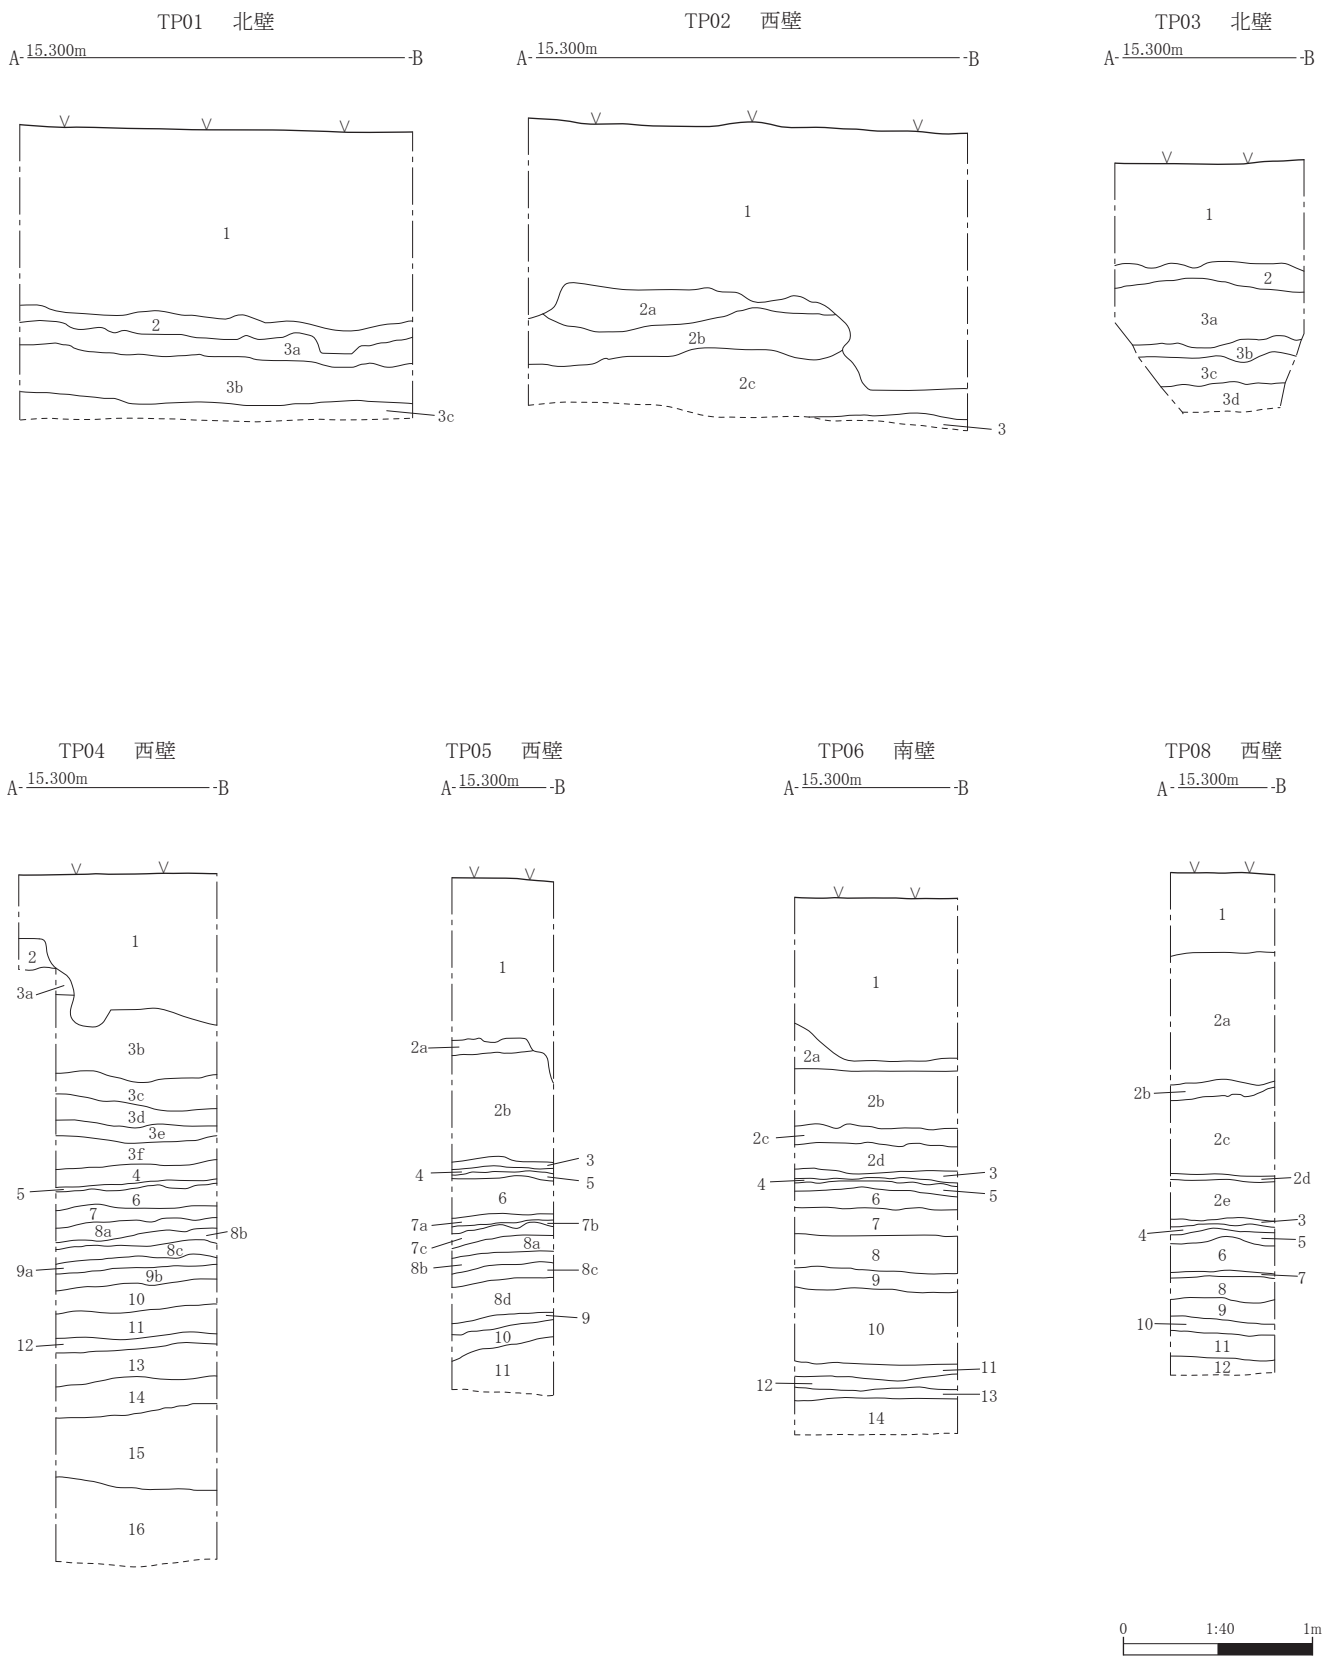 TP01 北壁
A 15.300m B
1
2
3a
3b
3c
TP02 西壁
A 15.300m B
1
2a
2b
2c
3
TP03 北壁
A 15.300m B
1
2
3a
3b
3c
3d
TP04 西壁
A 15.300m B
1
2
3a
3b
3c
3d
3e
3f
4
5
6
7
8a
8b
8c
9a
9b
10
11
12
13
14
15
16
TP05 西壁
A 15.300m B
1
2a
2b
3
4
5
6
7a
7b
7c
8a
8b
8c
8d
9
10
11
TP06 南壁
A 15.300m B
1
2a
2b
2c
2d
3
4
5
6
7
8
9
10
11
12
13
14
TP08 西壁
A 15.300m B
1
2a
2b
2c
2d
2e
3
4
5
6
7
8
9
10
11
12
0 1:40 1m